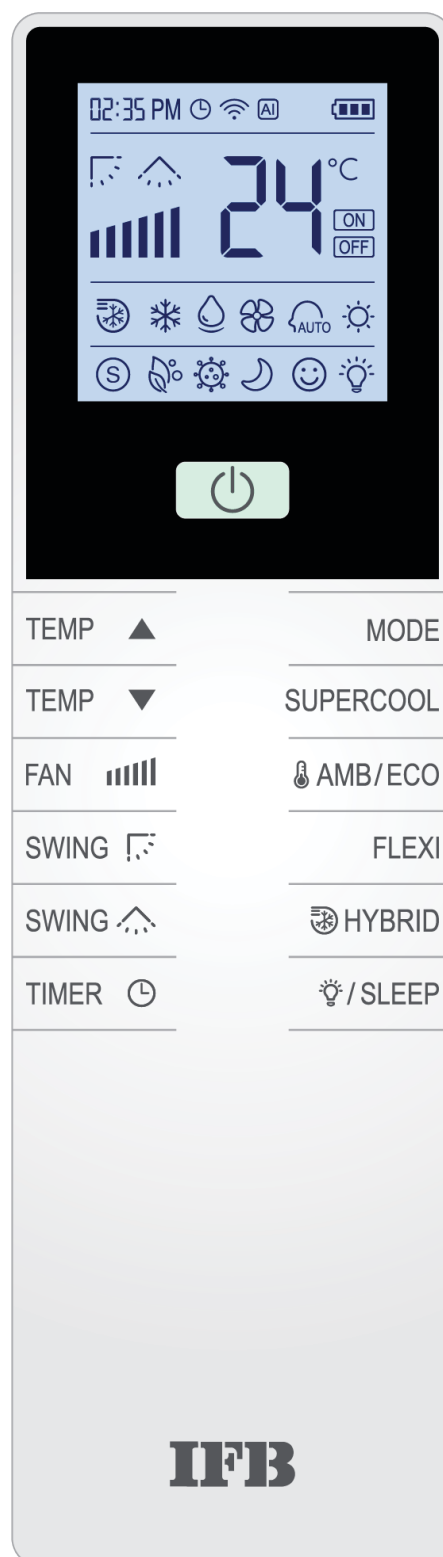 02:35 PM AI
24°C
ON
OFF
AUTO
S
TEMP
MODE
TEMP
SUPERCOOL
FAN
AMB/ECO
SWING
FLEXI
SWING
HYBRID
TIMER
/SLEEP
IFB